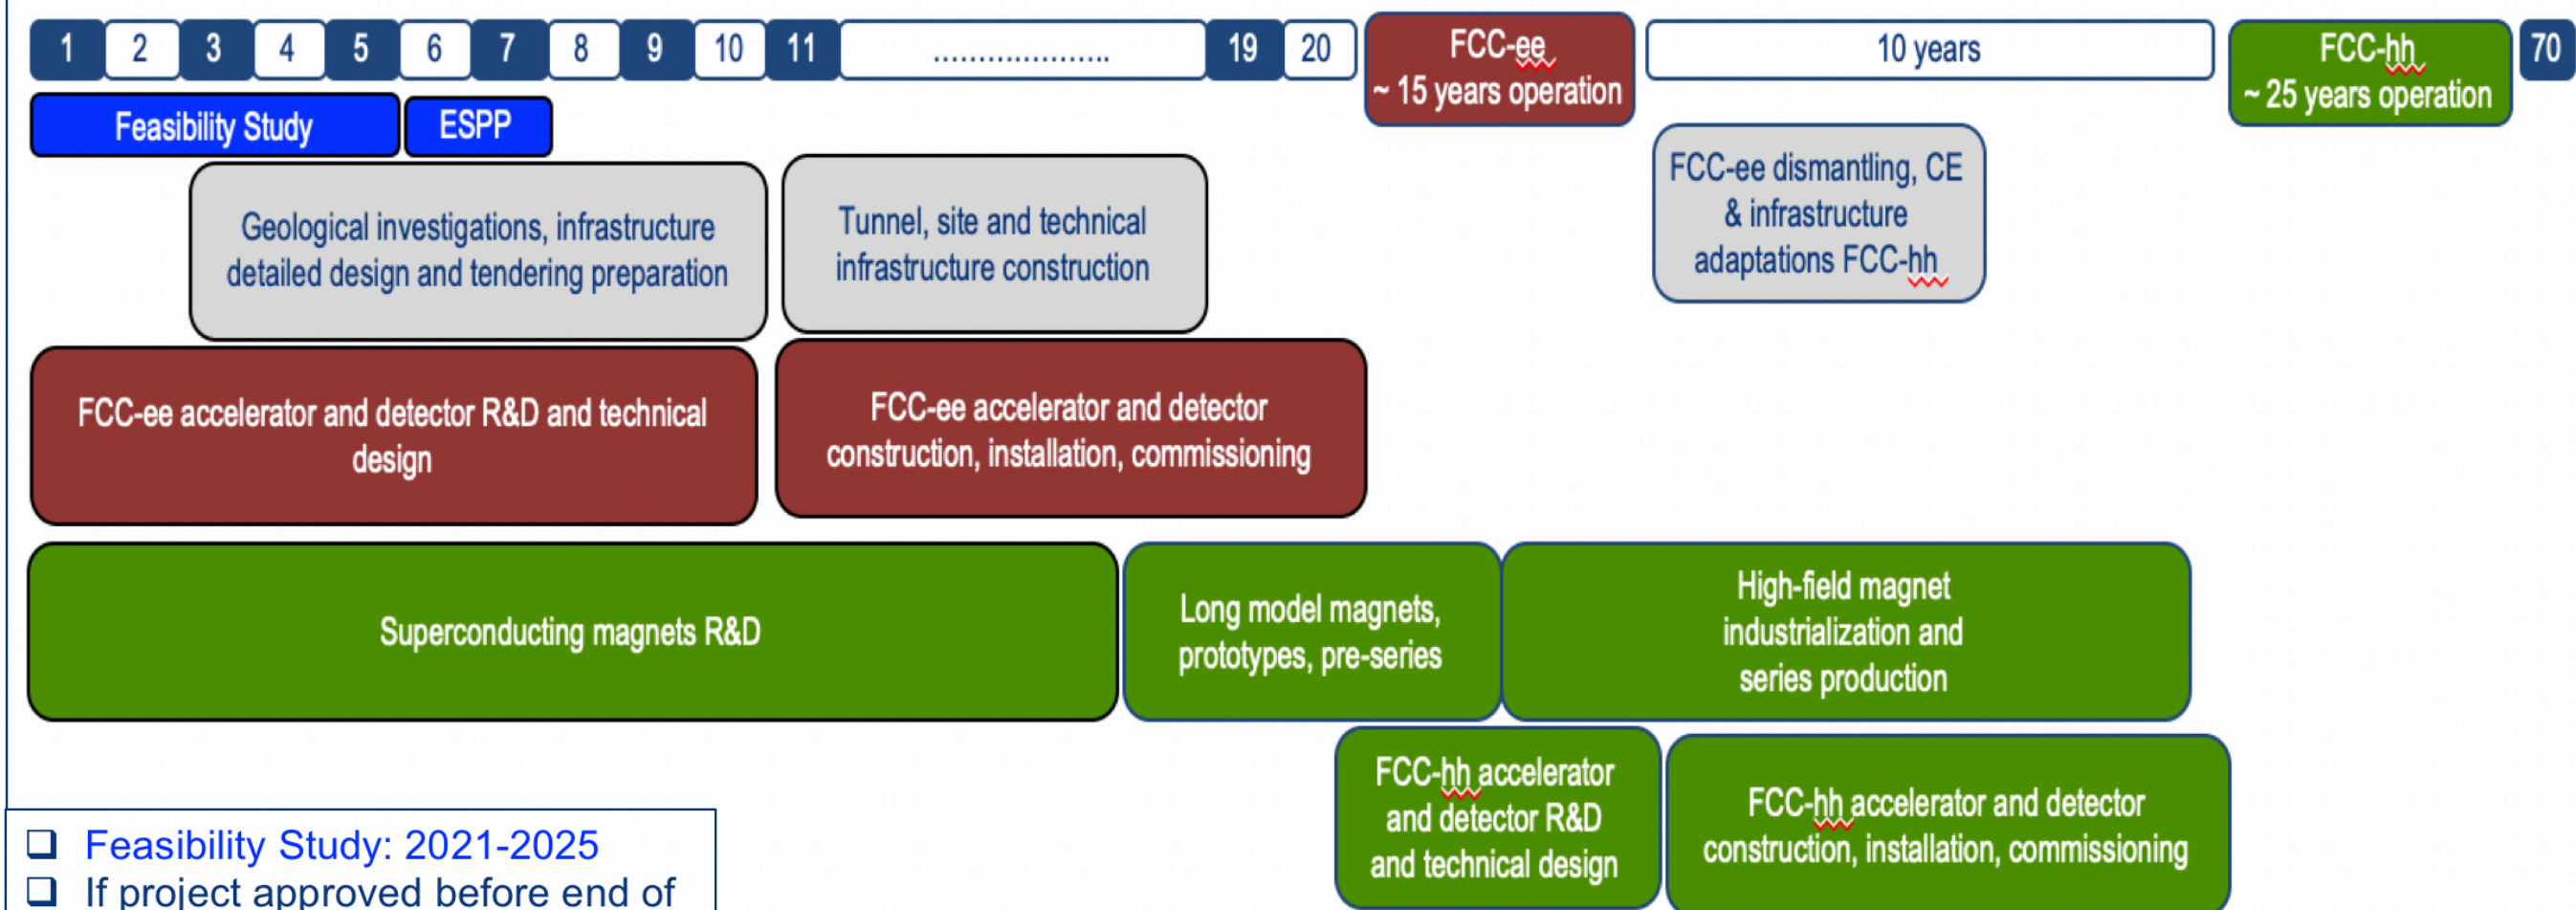 1 2 3 4 5 6 7 8 9 10 11 ................... 19 20
FCC-ee
~ 15 years operation
10 years
FCC-hh
~ 25 years operation
70
Feasibility Study
ESPP
Geological investigations, infrastructure
detailed design and tendering preparation
Tunnel, site and technical
infrastructure construction
FCC-ee dismantling, CE
& infrastructure
adaptations FCC-hh
FCC-ee accelerator and detector R&D and technical
design
FCC-ee accelerator and detector
construction, installation, commissioning
Superconducting magnets R&D
Long model magnets,
prototypes, pre-series
High-field magnet
industrialization and
series production
FCC-hh accelerator
and detector R&D
and technical design
FCC-hh accelerator and detector
construction, installation, commissioning
❑ Feasibility Study: 2021-2025
❑ If project approved before end of